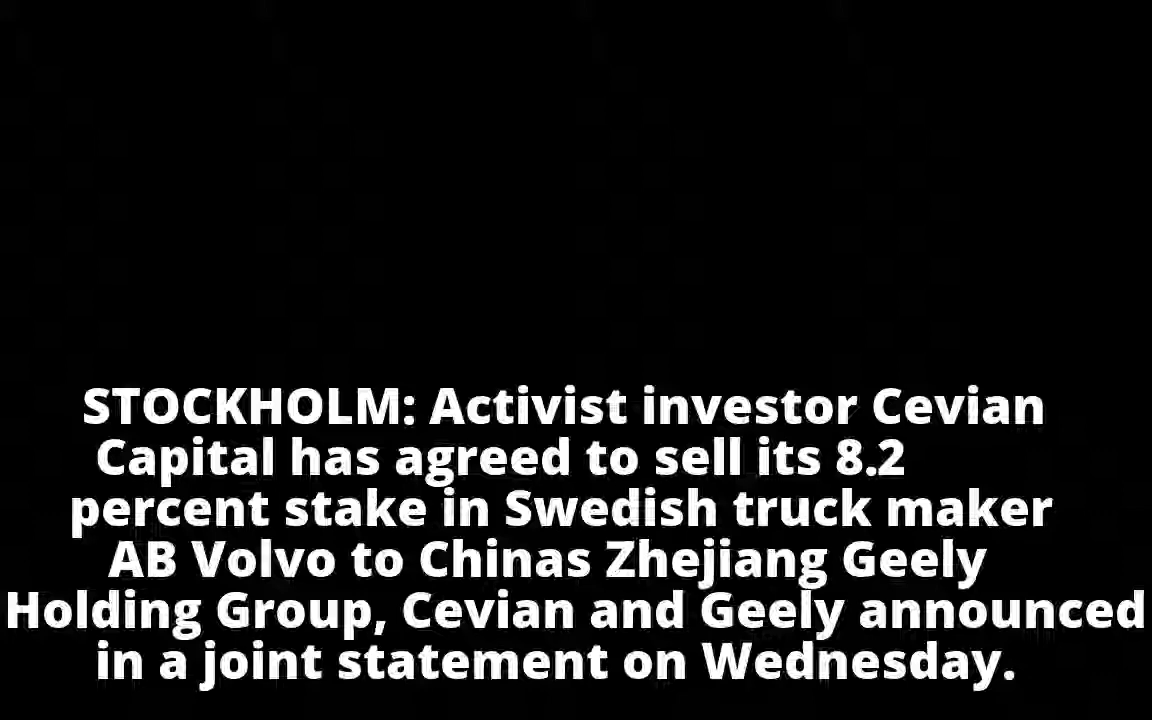 STOCKHOLM: Activist investor Cevian
Capital has agreed to sell its 8.2
percent stake in Swedish truck maker
AB Volvo to Chinas Zhejiang Geely
Holding Group, Cevian and Geely announced
in a joint statement on Wednesday.